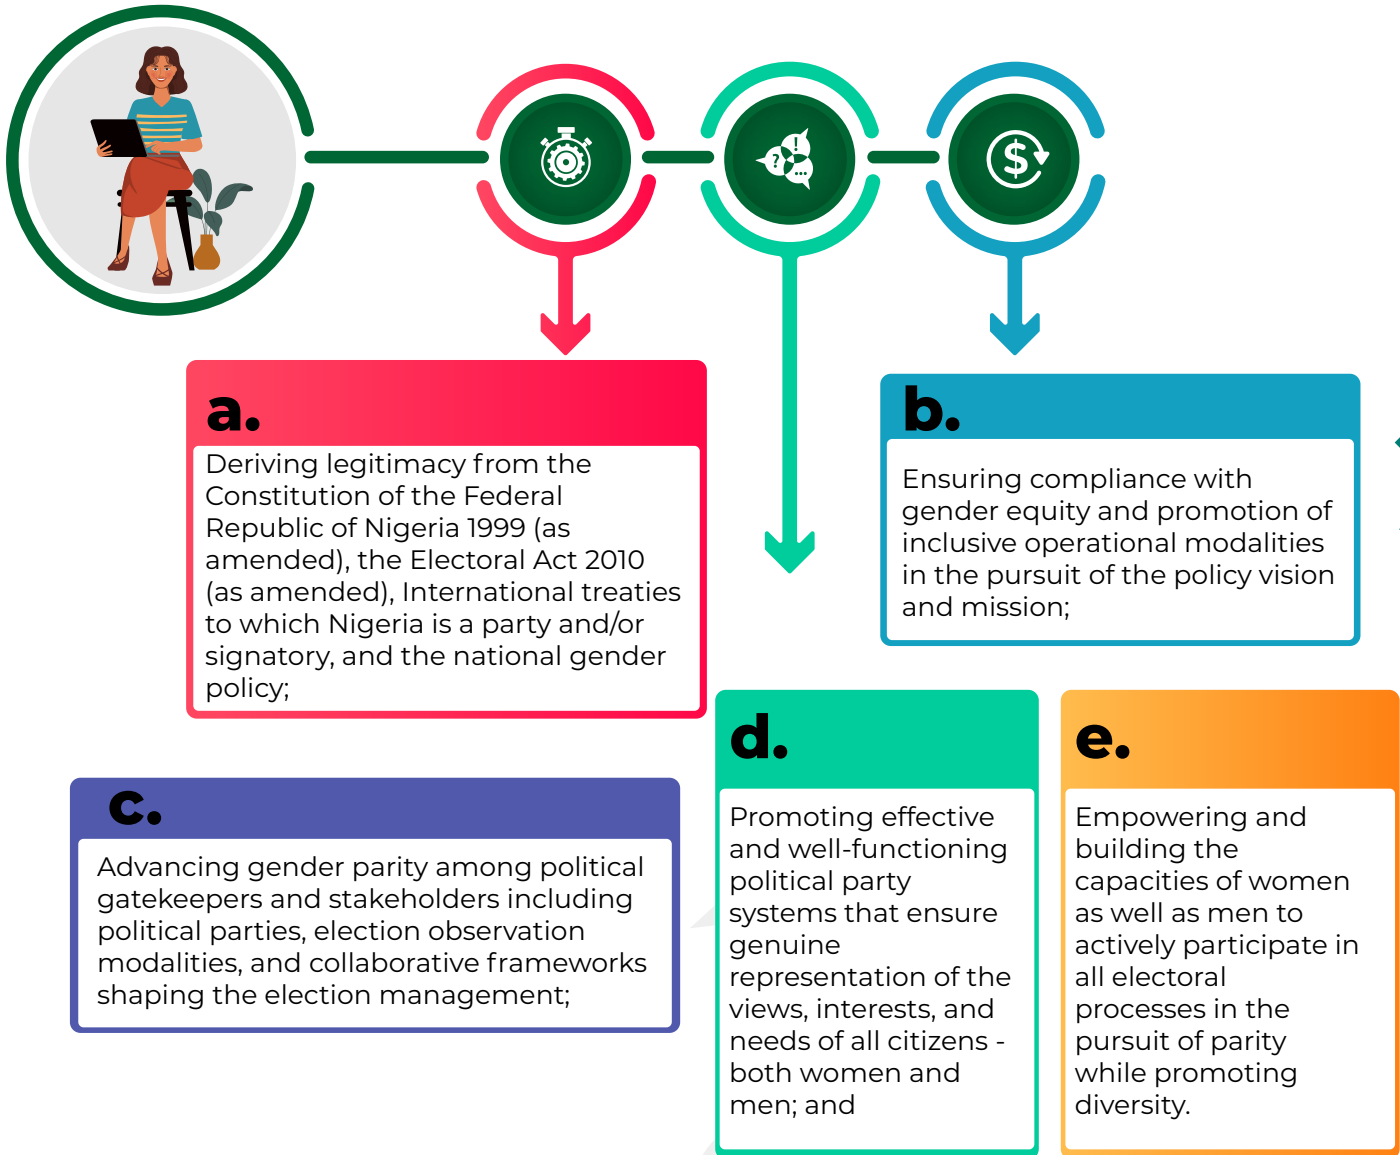 a.
Deriving legitimacy from the
Constitution of the Federal
Republic of Nigeria 1999 (as
amended), the Electoral Act 2010
(as amended), International treaties
to which Nigeria is a party and/or
signatory, and the national gender
policy;
b.
Ensuring compliance with
gender equity and promotion of
inclusive operational modalities
in the pursuit of the policy vision
and mission;
c.
Advancing gender parity among political
gatekeepers and stakeholders including
political parties, election observation
modalities, and collaborative frameworks
shaping the election management;
d.
Promoting effective
and well-functioning
political party
systems that ensure
genuine
representation of the
views, interests, and
needs of all citizens -
both women and
men; and
e.
Empowering and
building the
capacities of women
as well as men to
actively participate in
all electoral
processes in the
pursuit of parity
while promoting
diversity.